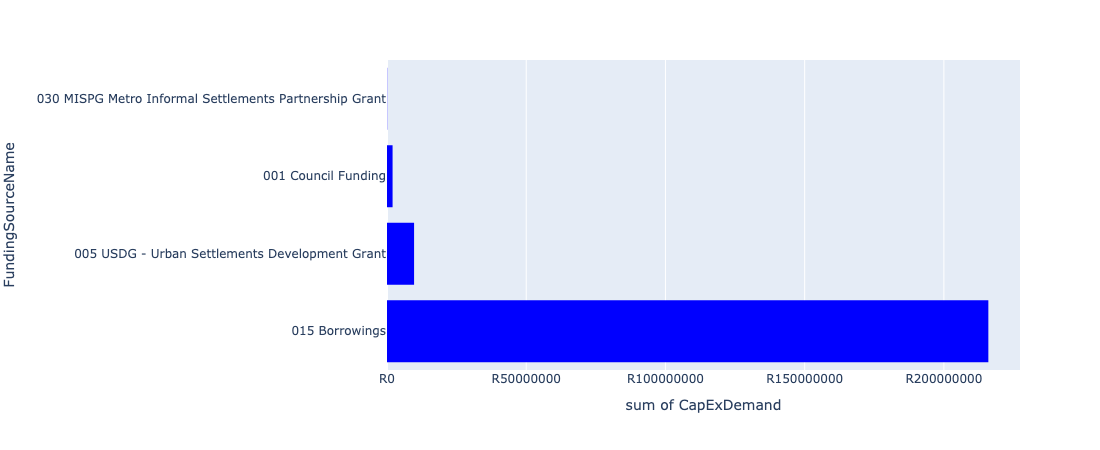 FundingSourceName
030 MISPG Metro Informal Settlements Partnership Grant
001 Council Funding
005 USDG - Urban Settlements Development Grant
015 Borrowings
R0 R50000000 R100000000 R150000000 R200000000
sum of CapExDemand